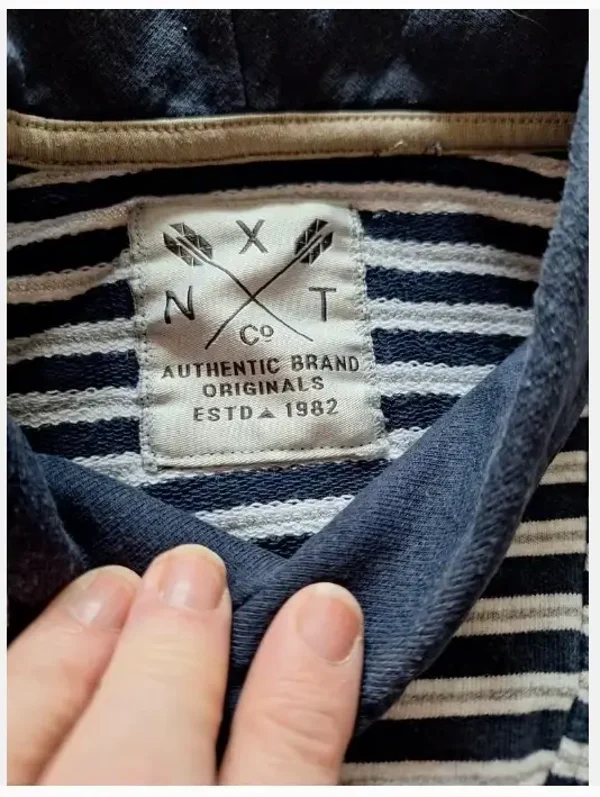 X
N T
Co
AUTHENTIC BRAND
ORIGINALS
ESTD 1982